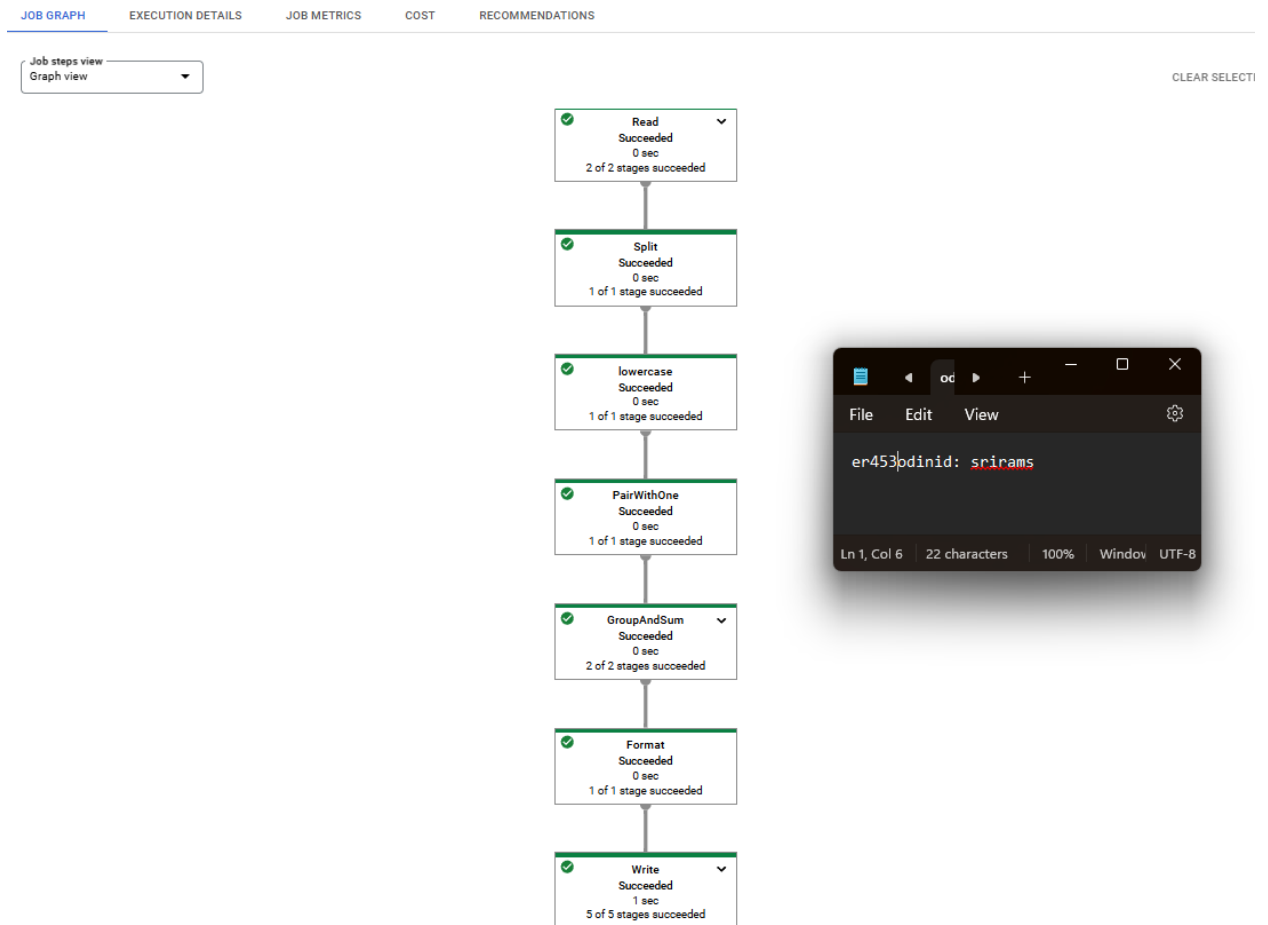 JOB GRAPH EXECUTION DETAILS JOB METRICS COST RECOMMENDATIONS
Job steps view
Graph view
CLEAR SELECTI
Read
Succeeded
0 sec
2 of 2 stages succeeded
Split
Succeeded
0 sec
1 of 1 stage succeeded
lowercase
Succeeded
0 sec
1 of 1 stage succeeded
PairWithOne
Succeeded
0 sec
1 of 1 stage succeeded
GroupAndSum
Succeeded
0 sec
2 of 2 stages succeeded
Format
Succeeded
0 sec
1 of 1 stage succeeded
Write
Succeeded
1 sec
5 of 5 stages succeeded
od
File Edit View
er453odinid: srirams
Ln 1, Col 6 22 characters 100% Window UTF-8